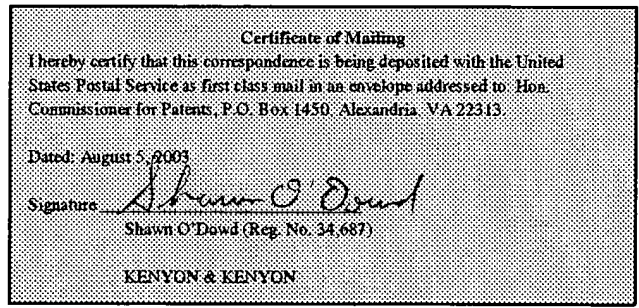 Certificate of Mailing
I hereby certify that this correspondence is being deposited with the United
States Postal Service as first class mail in an envelope addressed to: Hon.
Commissioner for Patents, P.O. Box 1450, Alexandria, VA 22313.
Dated: August 5, 2003
Signature Shawn O'Dowd
Shawn O'Dowd (Reg. No. 34,687)
KENYON & KENYON